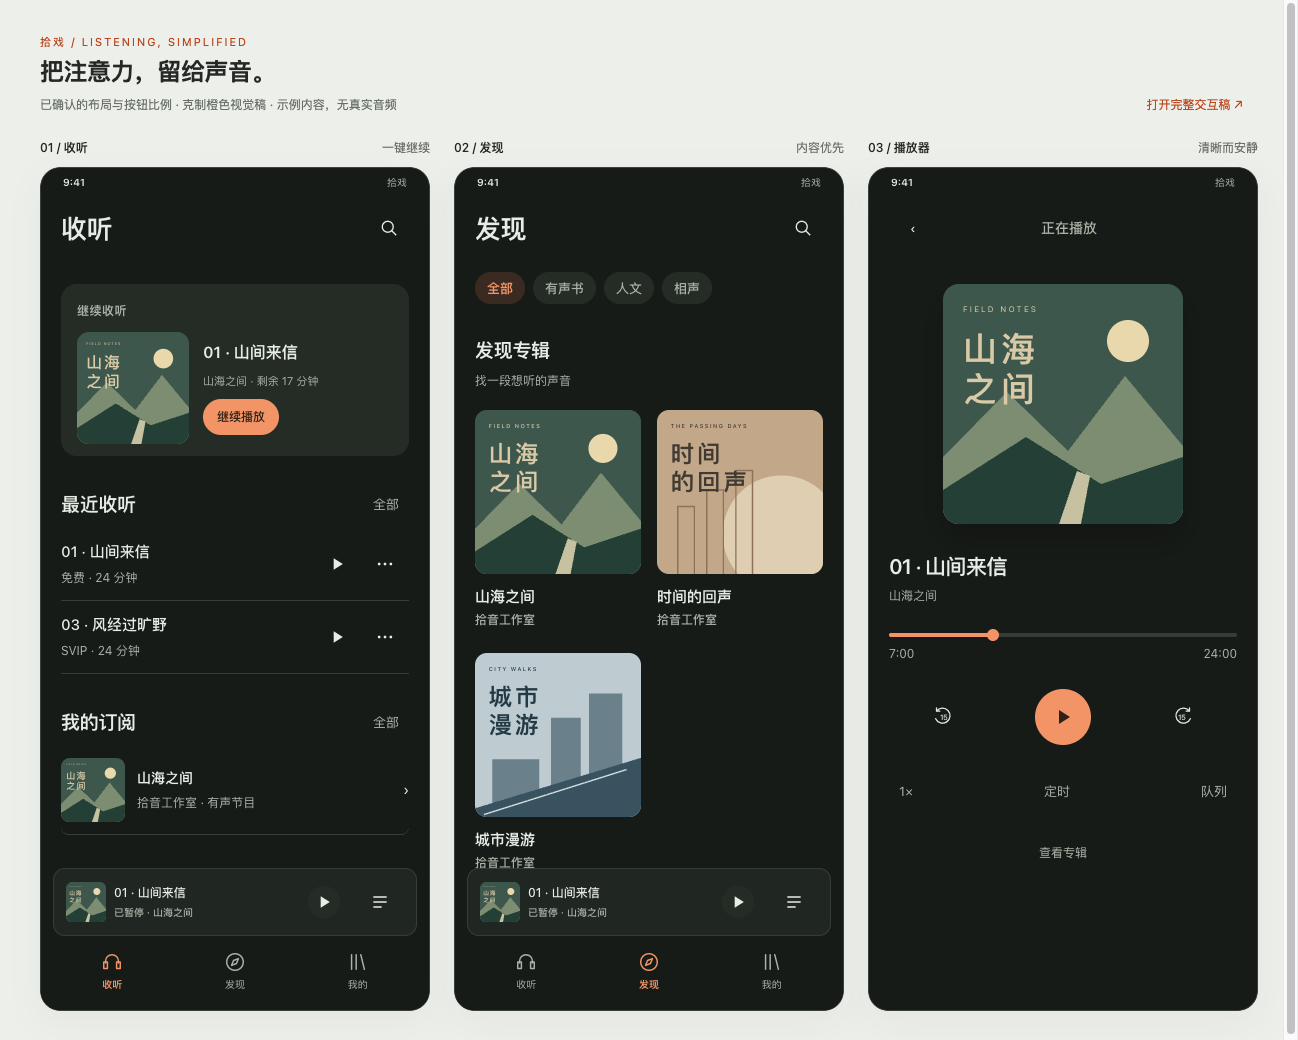 拾戏 / LISTENING, SIMPLIFIED
把注意力，留给声音。
已确认的布局与按钮比例 · 克制橙色视觉稿 · 示例内容，无真实音频
打开完整交互稿 ↗
01 / 收听
一键继续
9:41
拾戏
收听
继续收听
FIELD NOTES
山海
之间
01 · 山间来信
山海之间 · 剩余 17 分钟
继续播放
最近收听
全部
01 · 山间来信
免费 · 24 分钟
03 · 风经过旷野
SVIP · 24 分钟
我的订阅
全部
山海
之间
山海之间
拾音工作室 · 有声节目
›
山海
之间
01 · 山间来信
已暂停 · 山海之间
收听
发现
我的
02 / 发现
内容优先
9:41
拾戏
发现
全部
有声书
人文
相声
发现专辑
找一段想听的声音
FIELD NOTES
山海
之间
山海之间
拾音工作室
THE PASSING DAYS
时间
的回声
时间的回声
拾音工作室
CITY WALKS
城市
漫游
城市漫游
拾音工作室
山海
之间
01 · 山间来信
已暂停 · 山海之间
收听
发现
我的
03 / 播放器
清晰而安静
9:41
拾戏
‹
正在播放
FIELD NOTES
山海
之间
01 · 山间来信
山海之间
7:00
24:00
15
15
1×
定时
队列
查看专辑